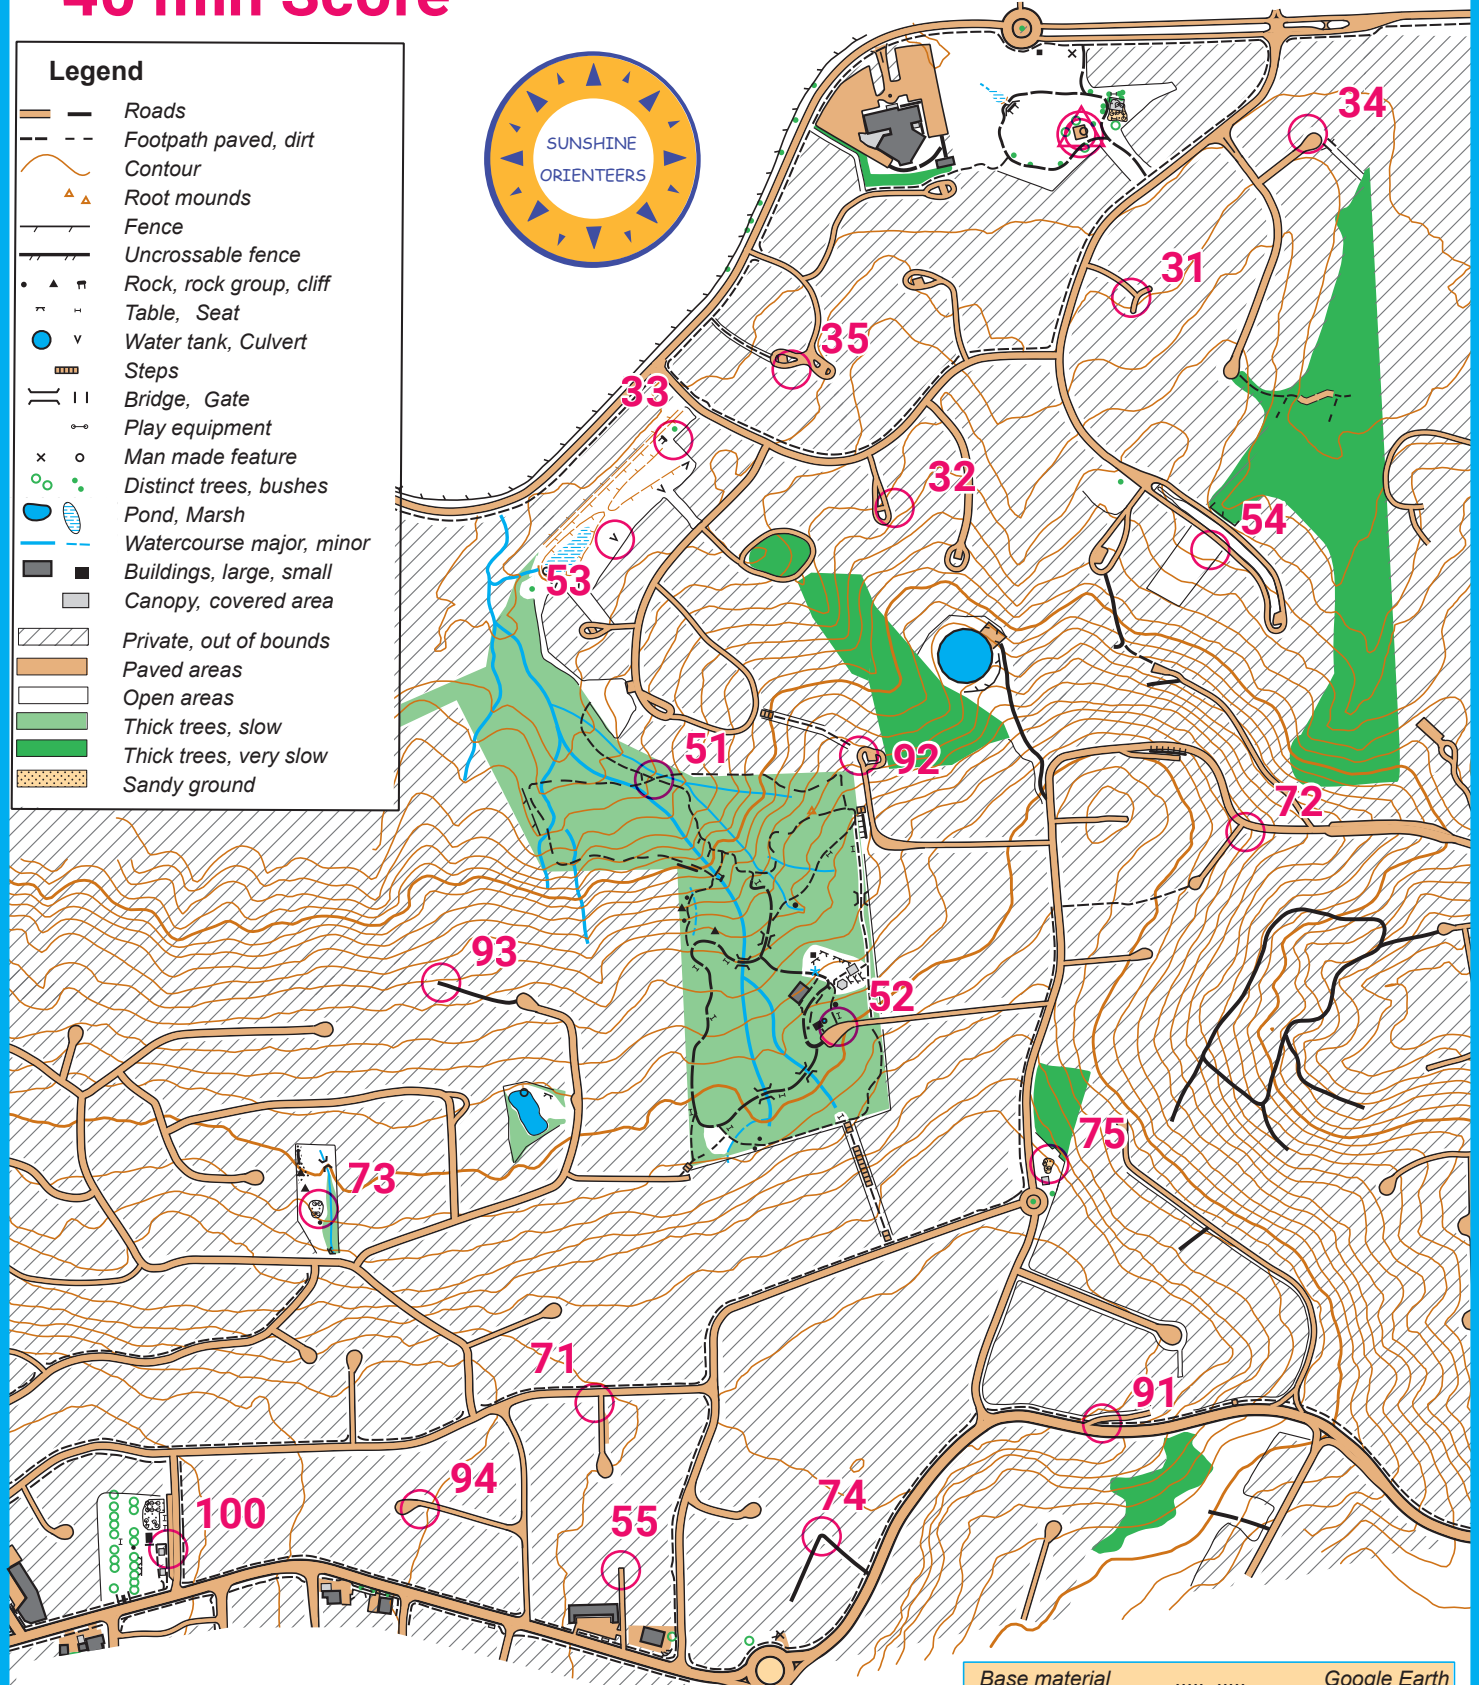 40 min Score
Legend
Roads
Footpath paved, dirt
Contour
Root mounds
Fence
Uncrossable fence
Rock, rock group, cliff
Table, Seat
Water tank, Culvert
Steps
Bridge, Gate
Play equipment
Man made feature
Distinct trees, bushes
Pond, Marsh
Watercourse major, minor
Buildings, large, small
Canopy, covered area
Private, out of bounds
Paved areas
Open areas
Thick trees, slow
Thick trees, very slow
Sandy ground
SUNSHINE
ORIENTEERS
34
31
35
33
32
54
53
51
92
72
93
52
75
73
71
91
94
74
100
55
Base material ..... ..... Google Earth